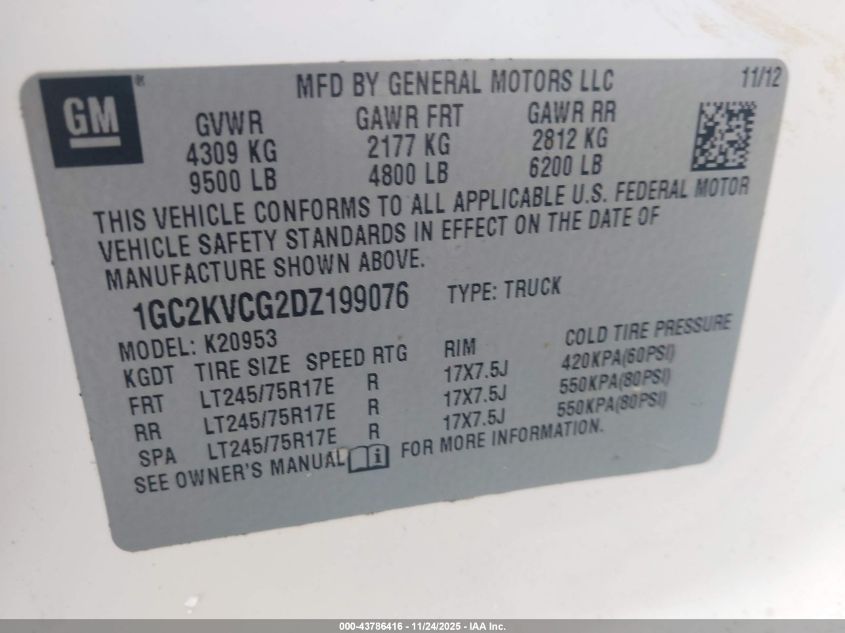 GM®
MFD BY GENERAL MOTORS LLC 11/12
GVWR GAWR FRT GAWR RR
4309 KG 2177 KG 2812 KG
9500 LB 4800 LB 6200 LB
THIS VEHICLE CONFORMS TO ALL APPLICABLE U.S. FEDERAL MOTOR
VEHICLE SAFETY STANDARDS IN EFFECT ON THE DATE OF
MANUFACTURE SHOWN ABOVE.
1GC2KVCG2DZ199076 TYPE: TRUCK
MODEL: K20953
KGDT TIRE SIZE SPEED RTG RIM COLD TIRE PRESSURE
FRT LT245/75R17E R 17X7.5J 420KPA(60PSI)
RR LT245/75R17E R 17X7.5J 550KPA(80PSI)
SPA LT245/75R17E R 17X7.5J 550KPA(80PSI)
SEE OWNER'S MANUAL FOR MORE INFORMATION.
000-43786416 - 11/24/2025 - IAA Inc.